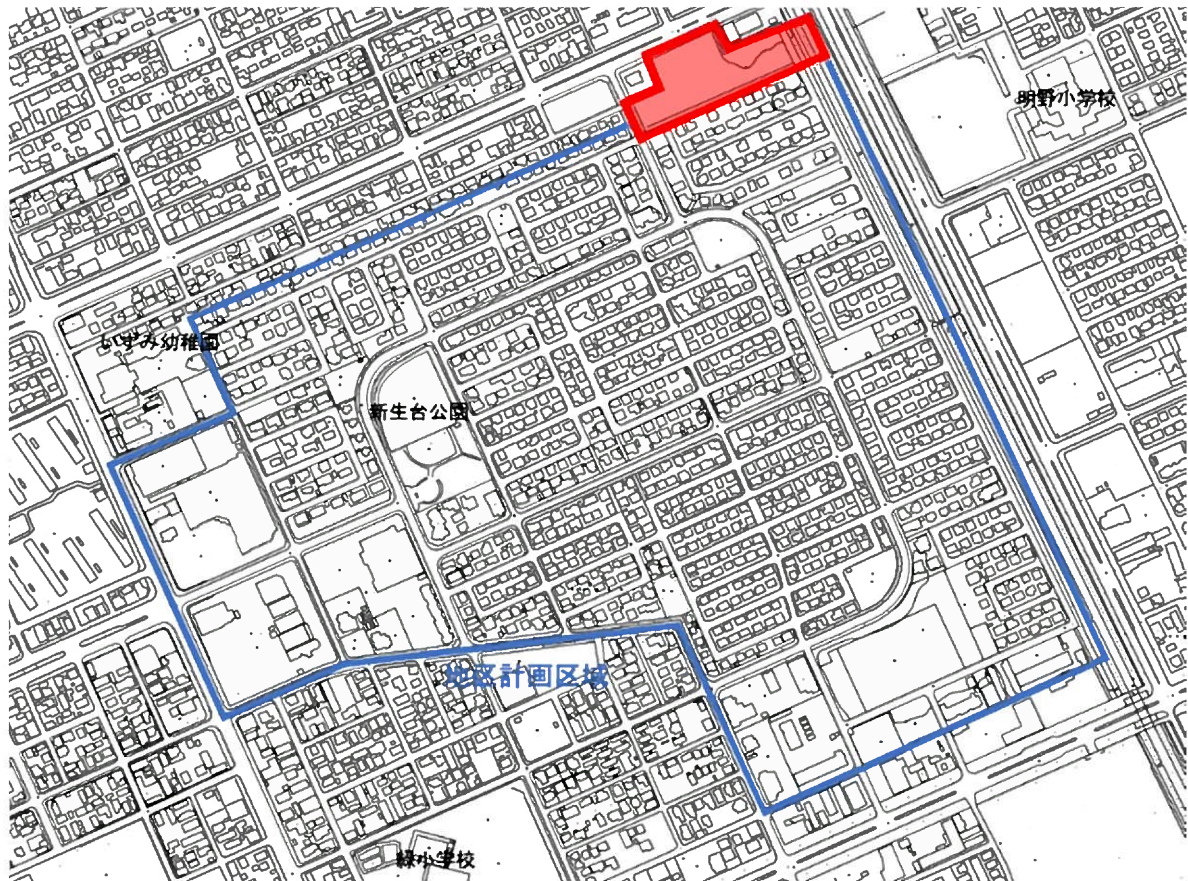 明野小学校
いずみ幼稚園
新生台公園
地区計画区域
緑小学校